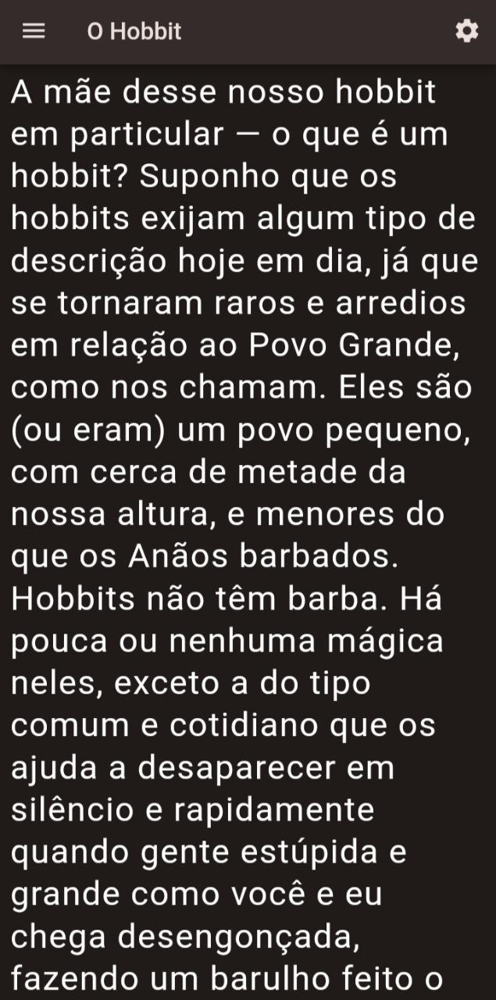 O Hobbit
A mãe desse nosso hobbit
em particular — o que é um
hobbit? Suponho que os
hobbits exijam algum tipo de
descrição hoje em dia, já que
se tornaram raros e arredios
em relação ao Povo Grande,
como nos chamam. Eles são
(ou eram) um povo pequeno,
com cerca de metade da
nossa altura, e menores do
que os Anãos barbados.
Hobbits não têm barba. Há
pouca ou nenhuma mágica
neles, exceto a do tipo
comum e cotidiano que os
ajuda a desaparecer em
silêncio e rapidamente
quando gente estúpida e
grande como você e eu
chega desengonçada,
fazendo um barulho feito o